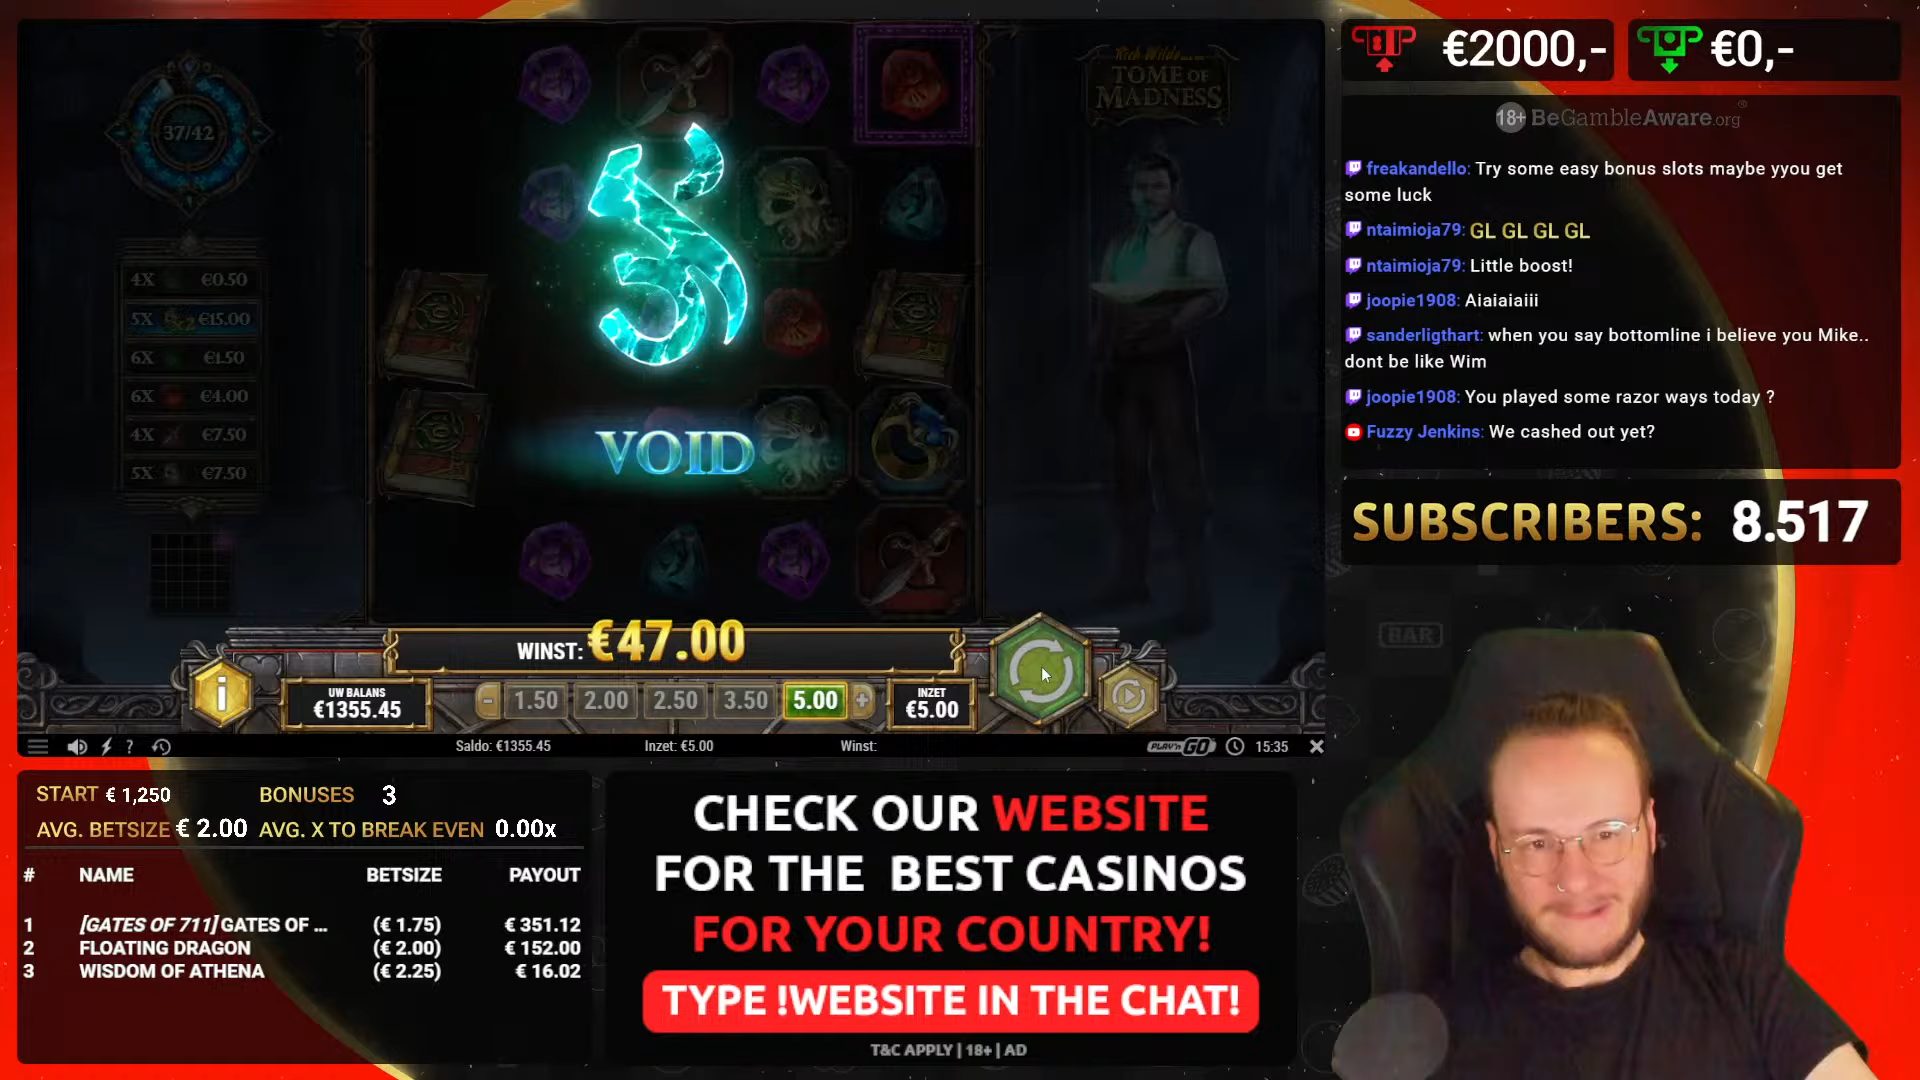 37/42
4X €0.50
5X x2 €15.00
6X €1.50
6X €4.00
4X €7.50
5X €7.50
Rich Wilde
TOME OF
MADNESS
VOID
WINST: €47.00
UW BALANS
€1355.45
- 1.50 2.00 2.50 3.50 5.00 +
INZET
€5.00
? Saldo: €1355.45 Inzet: €5.00 Winst: PLAY'n GO 15:35
€2000,- €0,-
18+ BeGambleAware.org®
freakandello: Try some easy bonus slots maybe yyou get
some luck
ntaimioja79: GL GL GL GL
ntaimioja79: Little boost!
joopie1908: Aiaiaiaiii
sanderligthart: when you say bottomline i believe you Mike..
dont be like Wim
joopie1908: You played some razor ways today ?
Fuzzy Jenkins: We cashed out yet?
SUBSCRIBERS: 8.517
BAR
START € 1,250 BONUSES 3
AVG. BETSIZE € 2.00 AVG. X TO BREAK EVEN 0.00x
# NAME BETSIZE PAYOUT
1 [GATES OF 711] GATES OF ... (€ 1.75) € 351.12
2 FLOATING DRAGON (€ 2.00) € 152.00
3 WISDOM OF ATHENA (€ 2.25) € 16.02
CHECK OUR WEBSITE
FOR THE BEST CASINOS
FOR YOUR COUNTRY!
TYPE !WEBSITE IN THE CHAT!
T&C APPLY | 18+ | AD